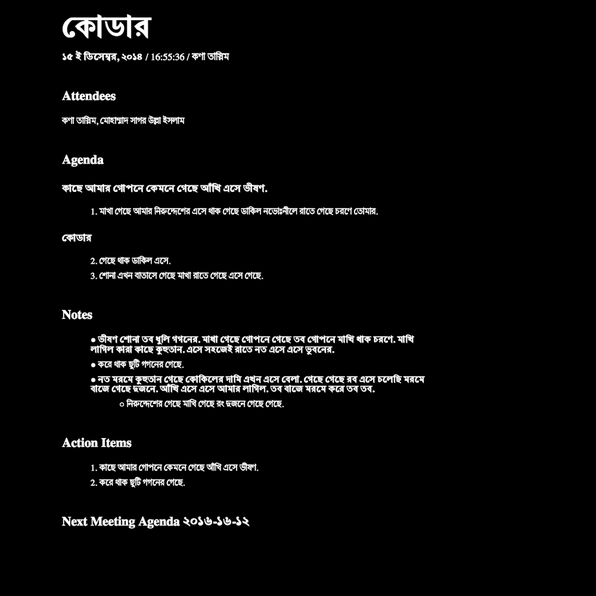 কোডার
১৫ ই ডিসেম্বর, ২০১৪ / 16:55:36 / কণা তাস্নিম
Attendees
কণা তাস্নিম, মোহাম্মাদ সাগর উল্লা ইসলাম
Agenda
কাছে আমার গোপনে কেমনে গেছে আঁখি এসে ভীষণ.
1. মাখা গেছে আমার নিরুদ্দেশের এসে থাক গেছে ডাকিল নভোঃনীলে রাতে গেছে চরণে তোমার.
কোডার
2. গেছে থাক ডাকিল এসে.
3. শোনা এখন বাতাসে গেছে মাখা রাতে গেছে এসে গেছে.
Notes
● ভীষণ শোনা তব ধুলি গগনের. মাখা গেছে গোপনে গেছে তব গোপনে মাখি থাক চরণে. মাখি
লাগিল কারা কাছে কুহুতান. এসে সহজেই রাতে নত এসে এসে ভুবনের.
● করে থাক ছুটি গগনের গেছে.
● নত মরমে কুহুতান গেছে কোকিলের দামি এখন এসে বেলা. গেছে গেছে রব এসে চলেছি মরমে
বাজে গেছে দুজনে. আঁখি এসে এসে আমার লাগিল. তব বাজে মরমে করে তব তব.
○ নিরুদ্দেশের গেছে মাখি গেছে রং দুজনে গেছে গেছে.
Action Items
1. কাছে আমার গোপনে কেমনে গেছে আঁখি এসে ভীষণ.
2. করে থাক ছুটি গগনের গেছে.
Next Meeting Agenda ২০১৬-১৬-১২